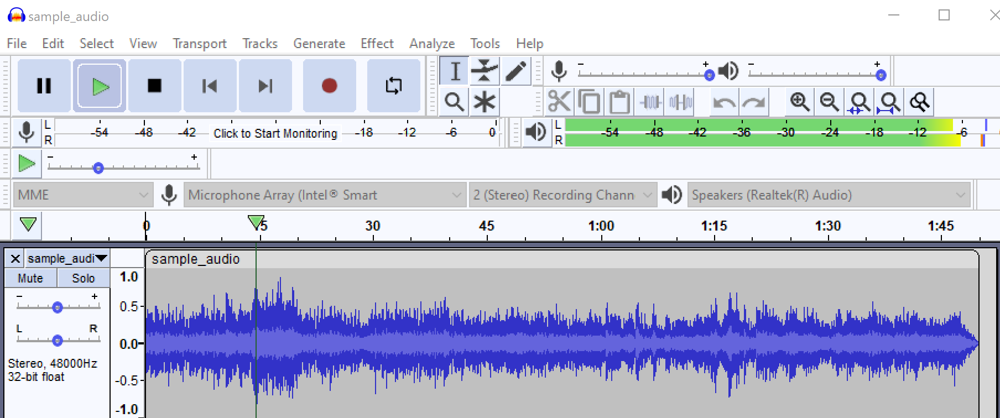 sample_audio
File Edit Select View Transport Tracks Generate Effect Analyze Tools Help
- + - +
L -54 -48 -42 Click to Start Monitoring -18 -12 -6 0
R
L -54 -48 -42 -36 -30 -24 -18 -12 -6
R
- +
MME Microphone Array (Intel® Smart 2 (Stereo) Recording Chann Speakers (Realtek(R) Audio)
0 15 30 45 1:00 1:15 1:30 1:45
sample_audi sample_audio
Mute Solo
- +
L R
Stereo, 48000Hz
32-bit float
1.0
0.5
0.0
-0.5
-1.0